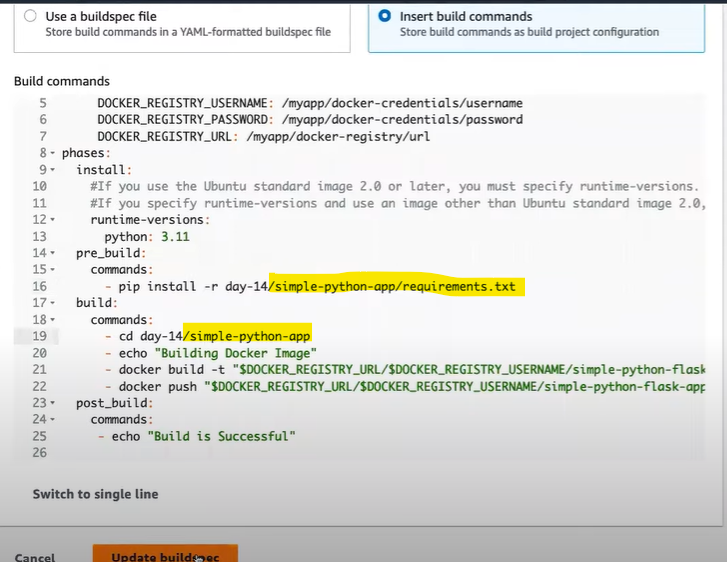 Use a buildspec file
Store build commands in a YAML-formatted buildspec file
Insert build commands
Store build commands as build project configuration
Build commands
5 DOCKER_REGISTRY_USERNAME: /myapp/docker-credentials/username
6 DOCKER_REGISTRY_PASSWORD: /myapp/docker-credentials/password
7 DOCKER_REGISTRY_URL: /myapp/docker-registry/url
8 phases:
9 install:
10 #If you use the Ubuntu standard image 2.0 or later, you must specify runtime-versions.
11 #If you specify runtime-versions and use an image other than Ubuntu standard image 2.0,
12 runtime-versions:
13 python: 3.11
14 pre_build:
15 commands:
16 - pip install -r day-14/simple-python-app/requirements.txt
17 build:
18 commands:
19 - cd day-14/simple-python-app
20 - echo "Building Docker Image"
21 - docker build -t "$DOCKER_REGISTRY_URL/$DOCKER_REGISTRY_USERNAME/simple-python-flask
22 - docker push "$DOCKER_REGISTRY_URL/$DOCKER_REGISTRY_USERNAME/simple-python-flask-app
23 post_build:
24 commands:
25 - echo "Build is Successful"
26
Switch to single line
Cancel
Update buildspec